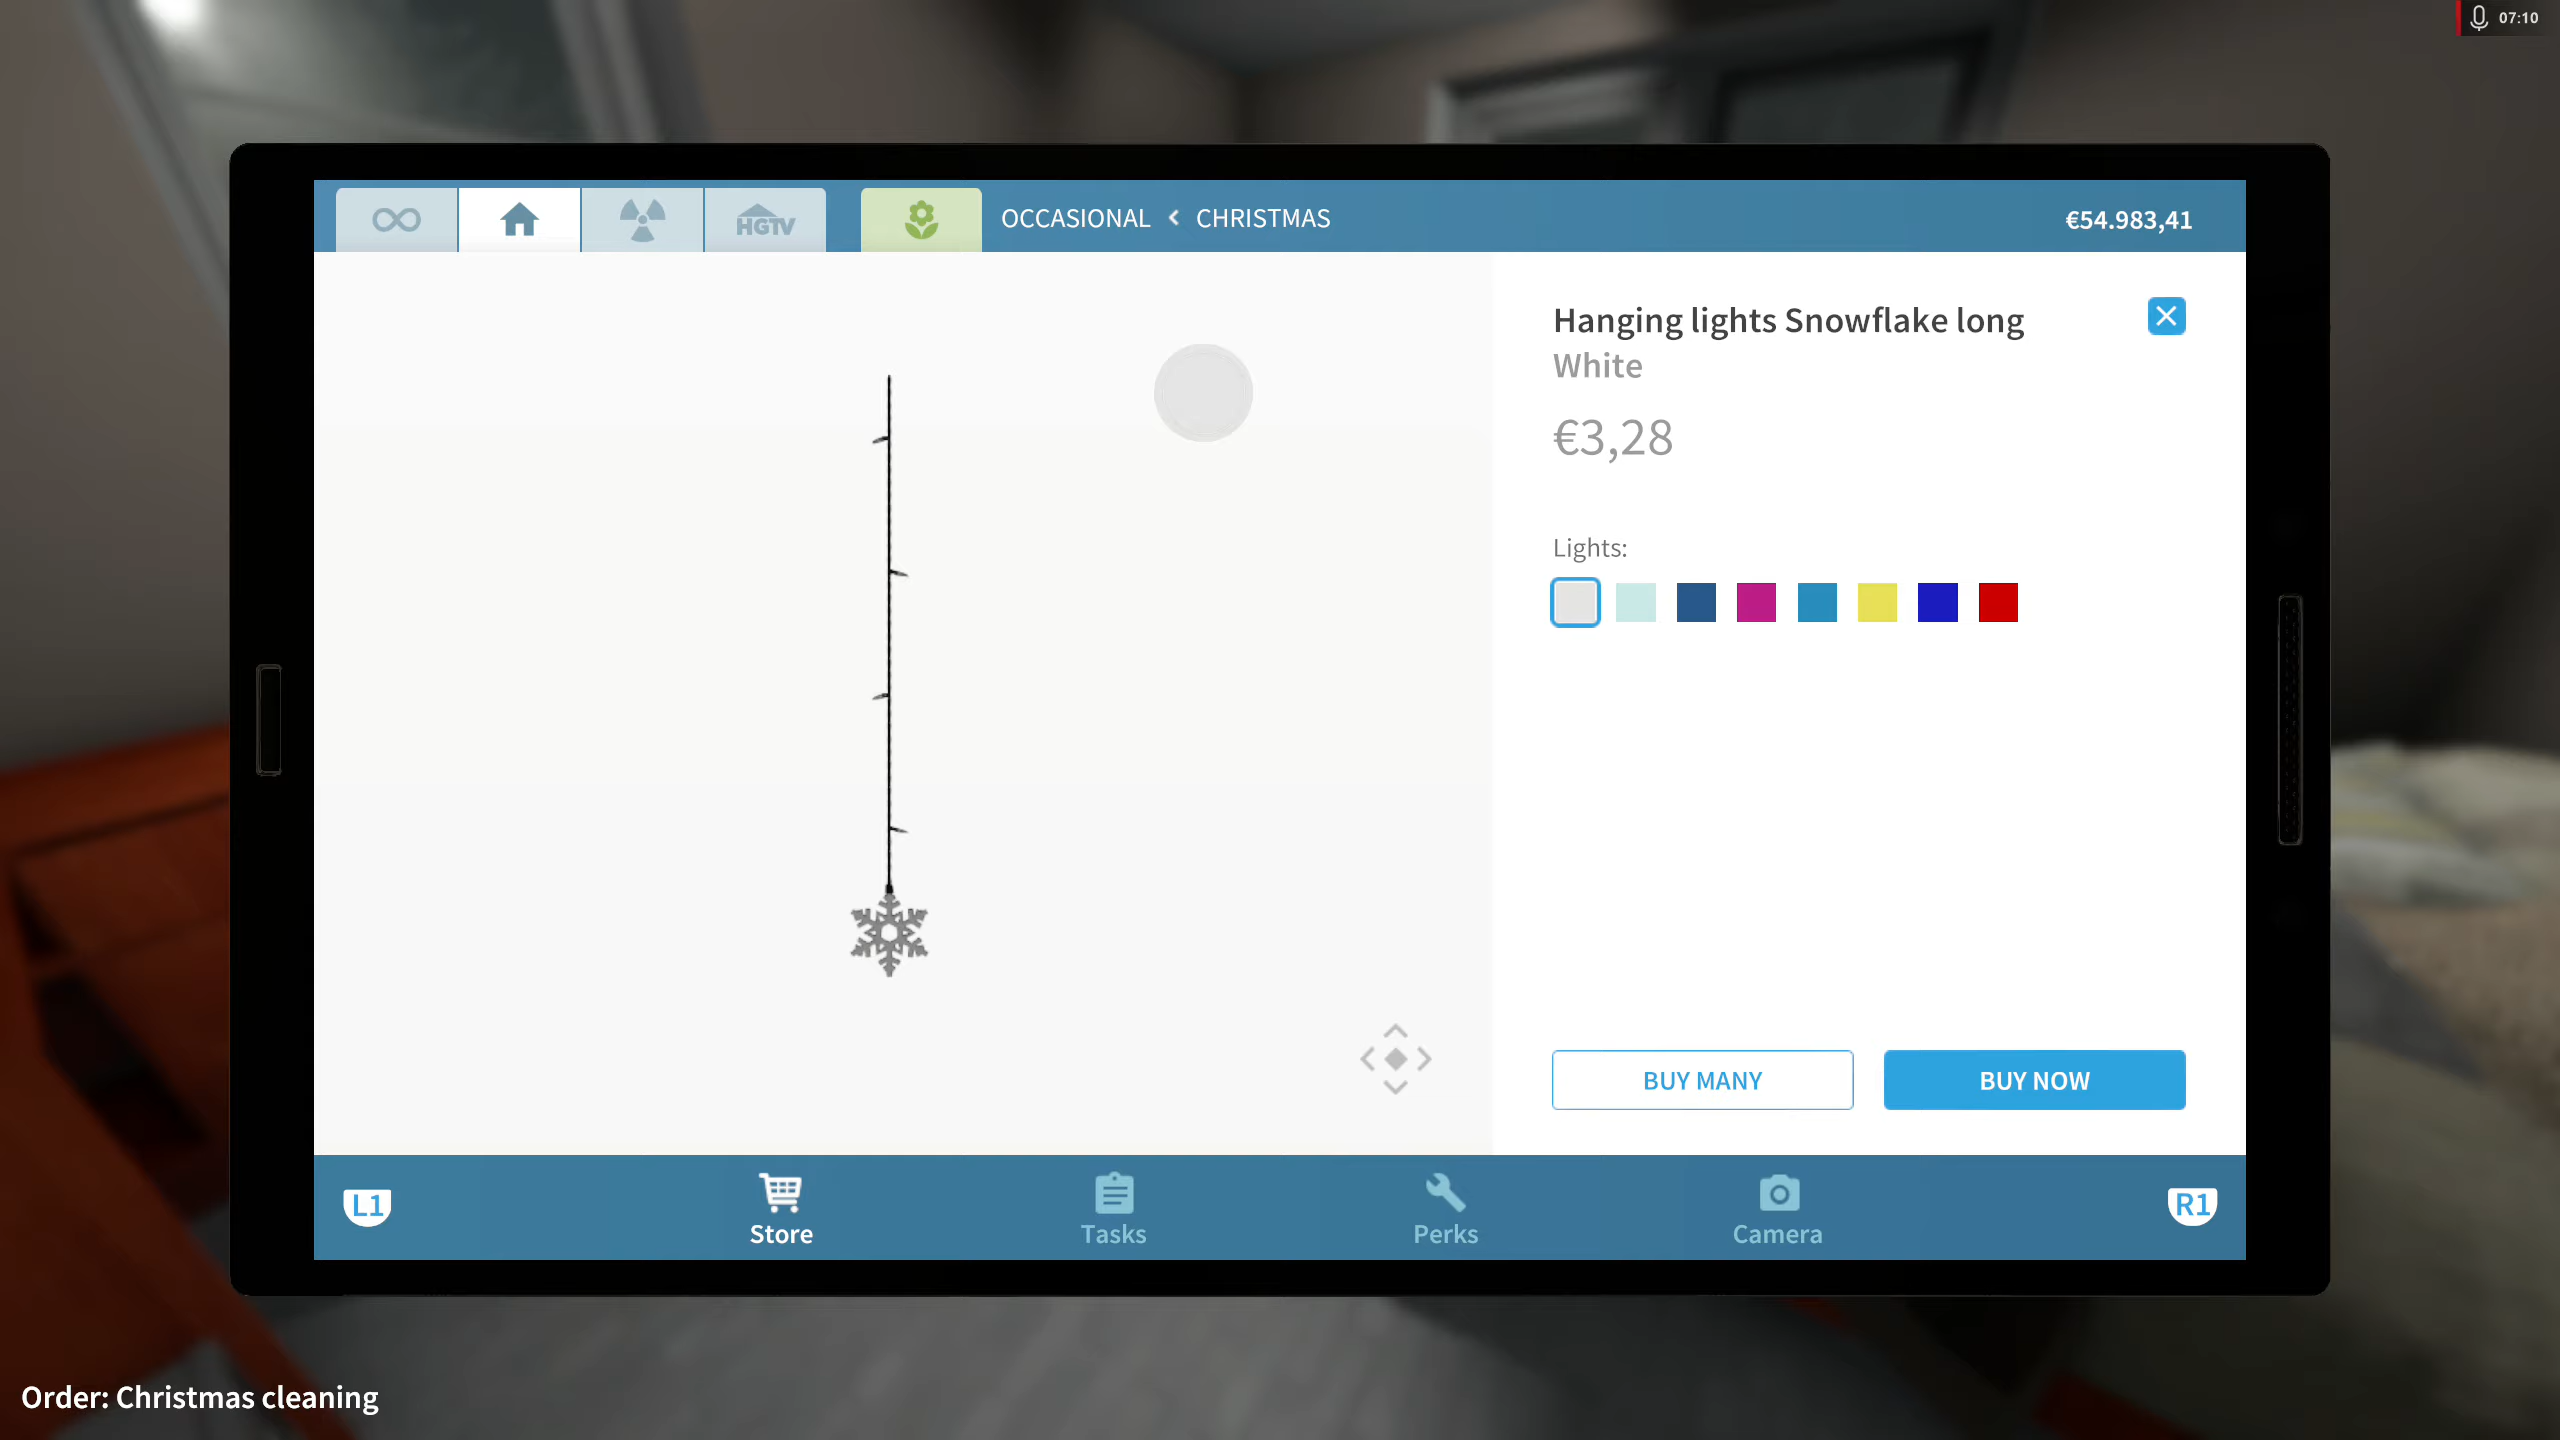 07:10
HGTV
OCCASIONAL < CHRISTMAS
€54.983,41
Hanging lights Snowflake long
White
€3,28
Lights:
BUY MANY
BUY NOW
L1
Store
Tasks
Perks
Camera
R1
Order: Christmas cleaning